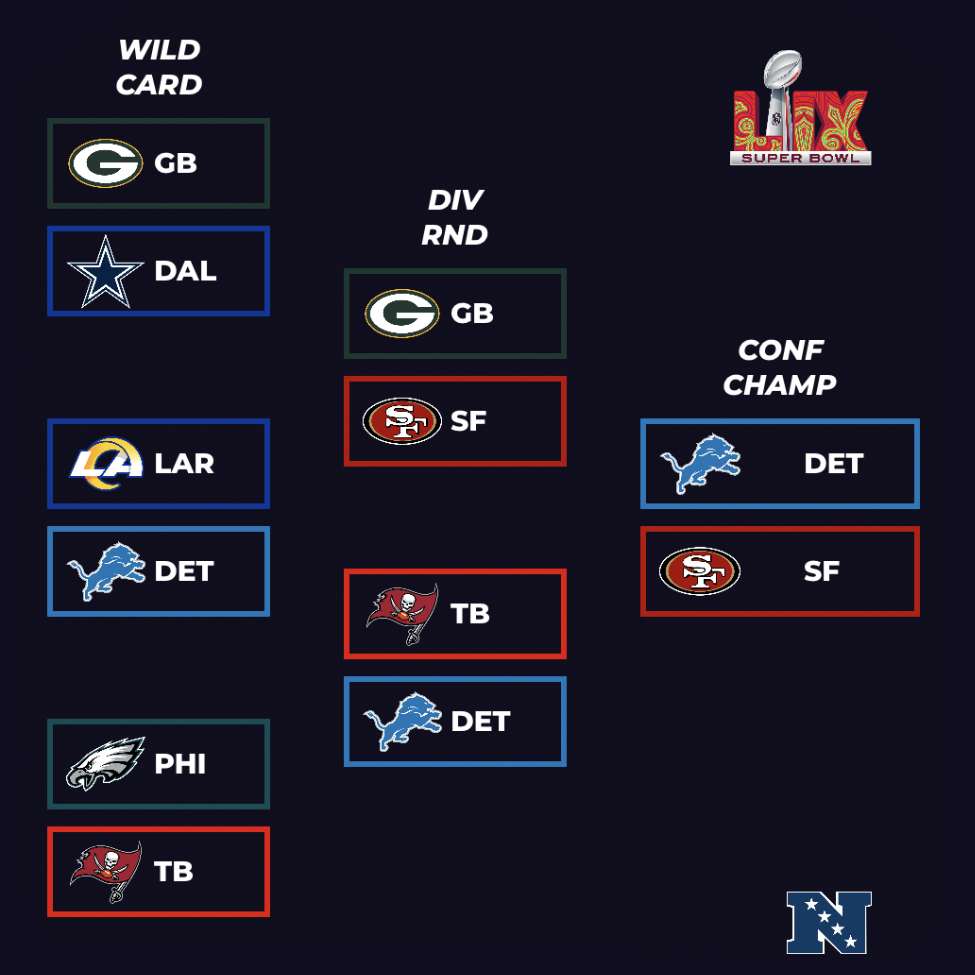 WILD
CARD
GB
DAL
LAR
DET
PHI
TB
DIV
RND
GB
SF
TB
DET
LIX
SUPER BOWL
CONF
CHAMP
DET
SF